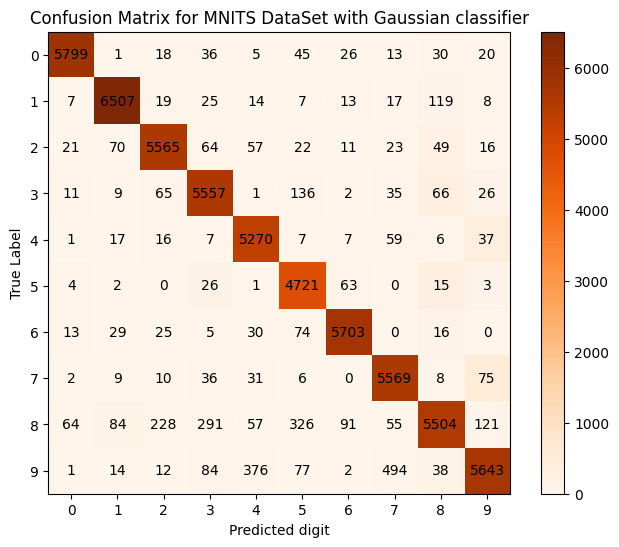 Confusion Matrix for MNITS DataSet with Gaussian classifier
0 5799 1 18 36 5 45 26 13 30 20
1 7 6507 19 25 14 7 13 17 119 8
2 21 70 5565 64 57 22 11 23 49 16
3 11 9 65 5557 1 136 2 35 66 26
4 1 17 16 7 5270 7 7 59 6 37
5 4 2 0 26 1 4721 63 0 15 3
6 13 29 25 5 30 74 5703 0 16 0
7 2 9 10 36 31 6 0 5569 8 75
8 64 84 228 291 57 326 91 55 5504 121
9 1 14 12 84 376 77 2 494 38 5643
0 1 2 3 4 5 6 7 8 9
Predicted digit
True Label
6000
5000
4000
3000
2000
1000
0